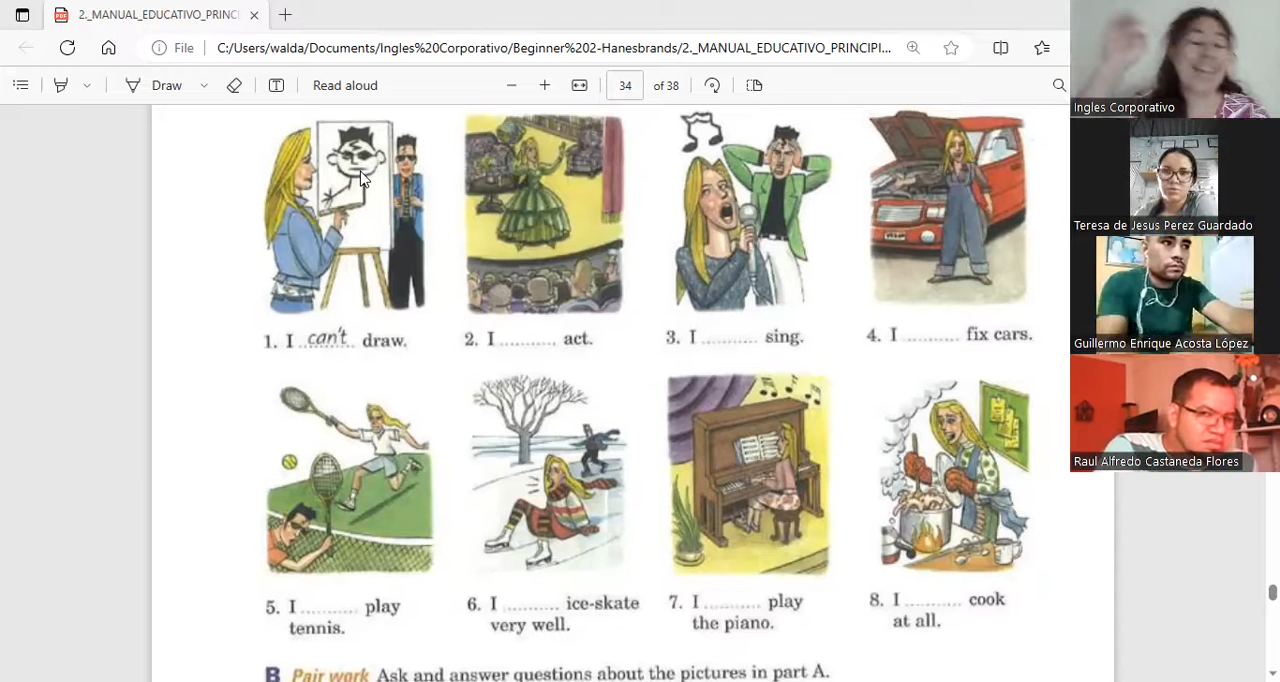 2._MANUAL_EDUCATIVO_PRINCI
File C:/Users/walda/Documents/Ingles%20Corporativo/Beginner%202-Hanesbrands/2._MANUAL_EDUCATIVO_PRINCIPI...
Draw Read aloud 34 of 38
1. I can't draw.
2. I .......... act.
3. I .......... sing.
4. I .......... fix cars.
5. I .......... play
tennis.
6. I .......... ice-skate
very well.
7. I .......... play
the piano.
8. I .......... cook
at all.
B Pair work Ask and answer questions about the pictures in part A.
Ingles Corporativo
Teresa de Jesus Perez Guardado
Guillermo Enrique Acosta López
Raul Alfredo Castaneda Flores